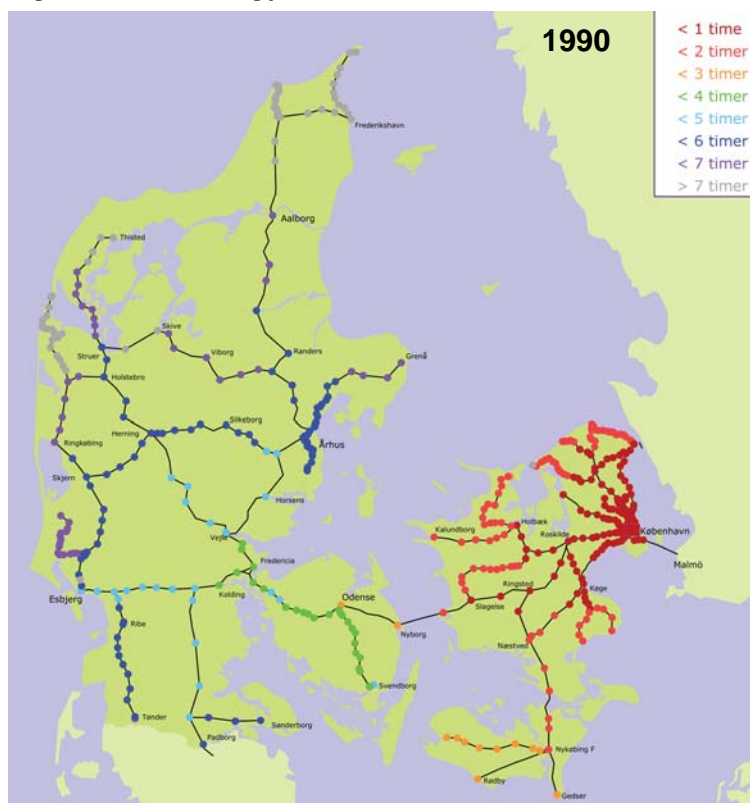 1990
< 1 time
< 2 timer
< 3 timer
< 4 timer
< 5 timer
< 6 timer
< 7 timer
> 7 timer
Frederikshavn
Aalborg
Thisted
Skive
Viborg
Randers
Grenå
Struer
Holstebro
Silkeborg
Herning
Århus
Ringkøbing
Skjern
Horsens
Vejle
Fredericia
Kolding
Esbjerg
Ribe
Tønder
Padborg
Sønderborg
Odense
Nyborg
Svendborg
Kalundborg
Holbæk
Roskilde
København
Malmö
Ringsted
Køge
Slagelse
Næstved
Nykøbing F
Rødby
Gedser